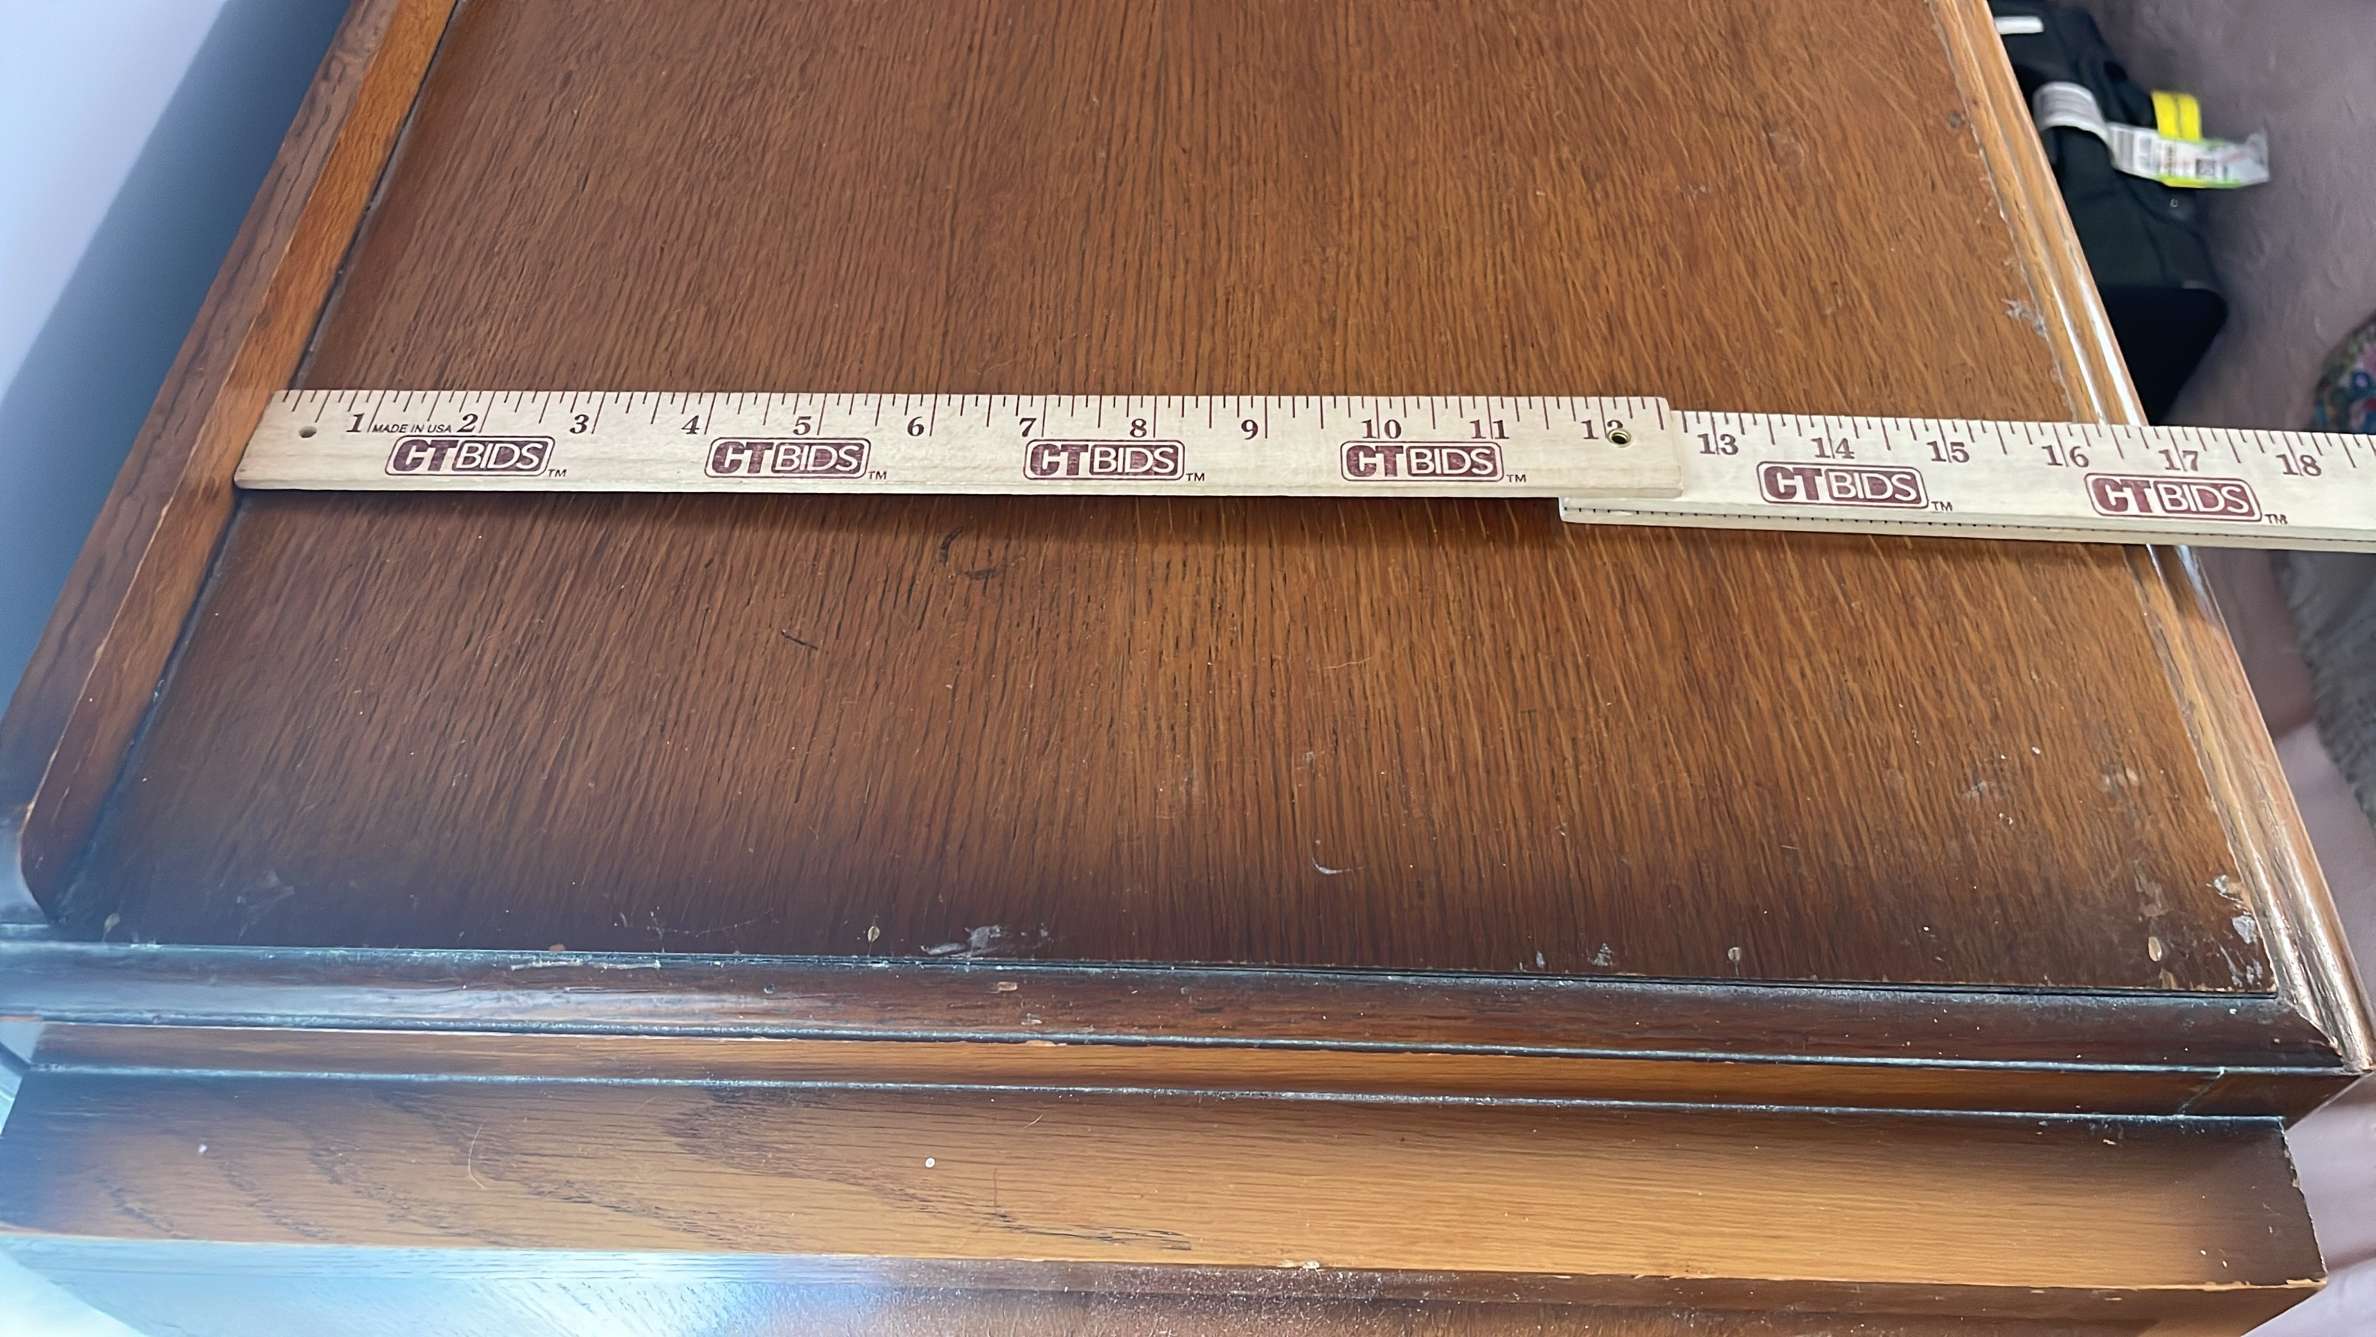 1 MADE IN USA 2 3 4 5 6 7 8 9 10 11 12 13 14 15 16 17 18
CTBIDS™ CTBIDS™ CTBIDS™ CTBIDS™ CTBIDS™ CTBIDS™